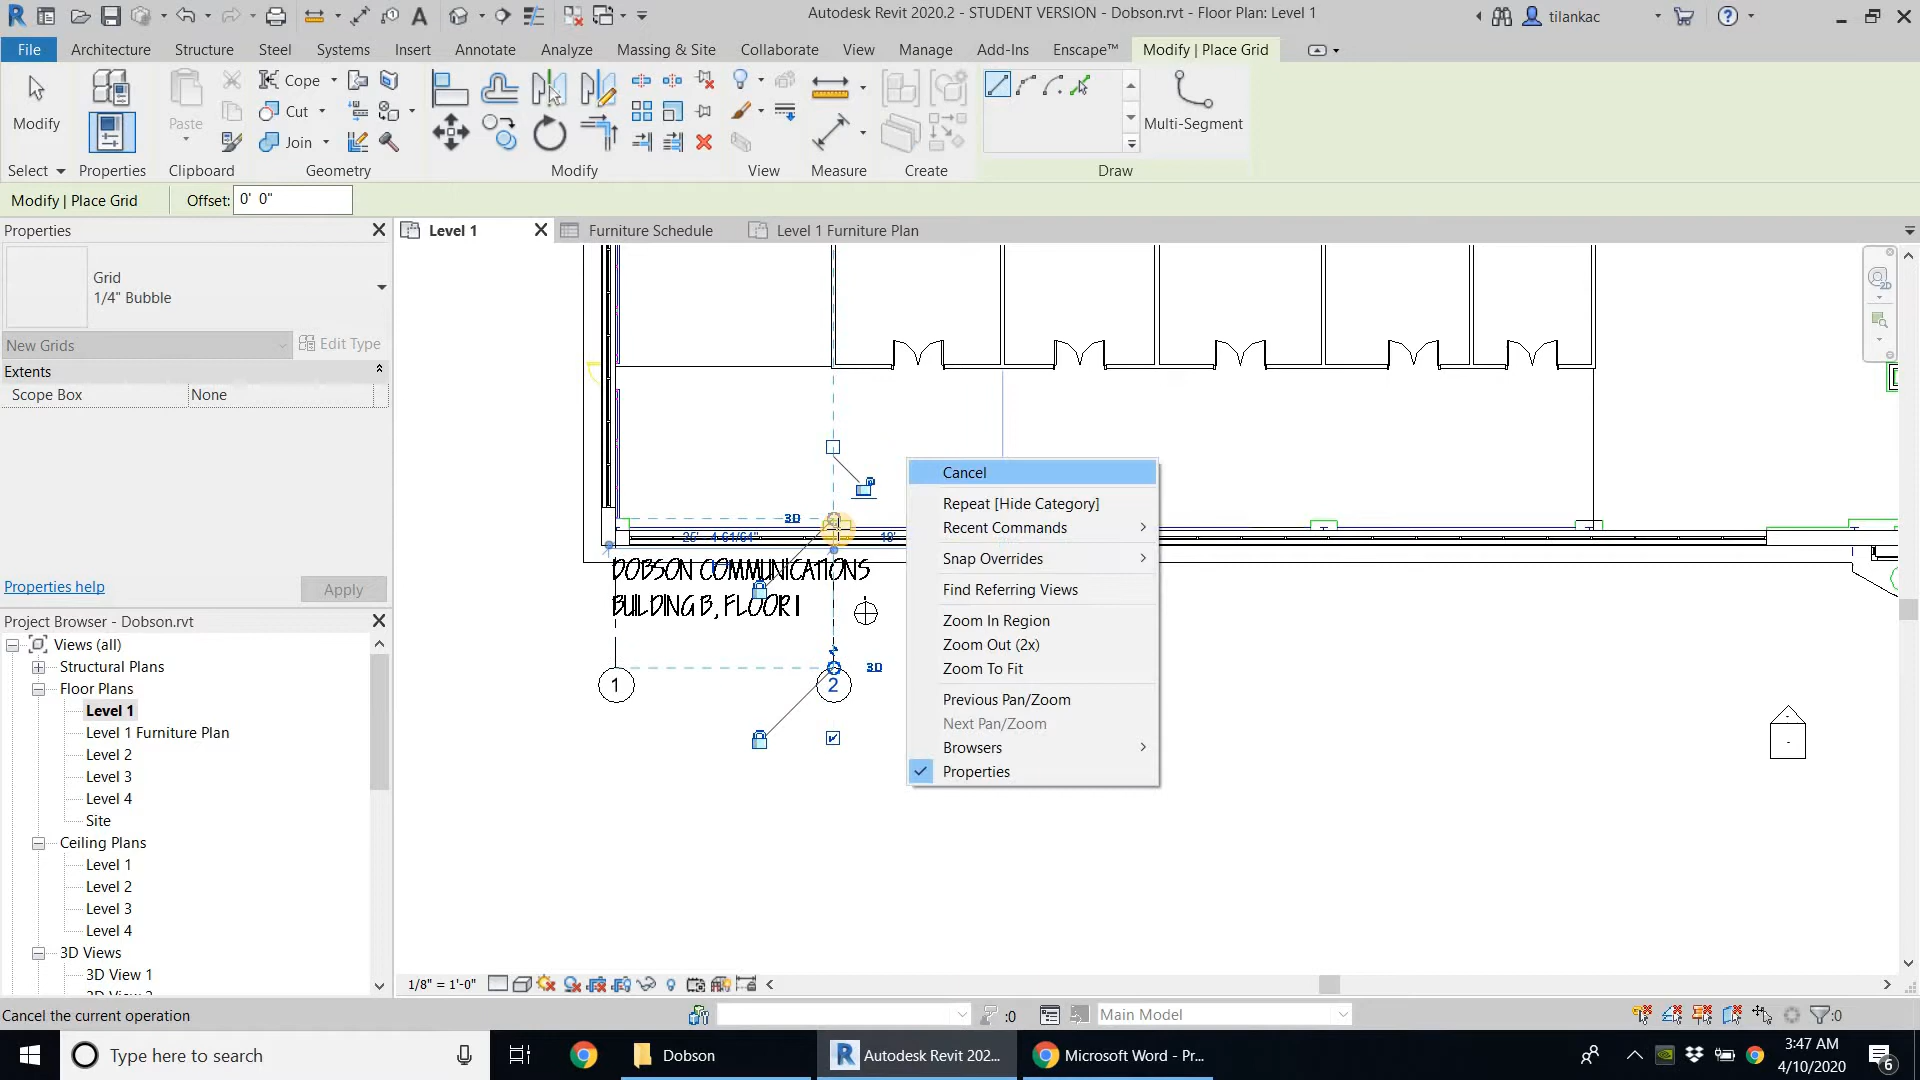 Autodesk Revit 2020.2 - STUDENT VERSION - Dobson.rvt - Floor Plan: Level 1
tilankac
File
Architecture
Structure
Steel
Systems
Insert
Annotate
Analyze
Massing & Site
Collaborate
View
Manage
Add-Ins
Enscape™
Modify | Place Grid
Modify
Paste
Cope
Cut
Join
Multi-Segment
Select
Properties
Clipboard
Geometry
Modify
View
Measure
Create
Draw
Modify | Place Grid
Offset:
0' 0"
Properties
Level 1
Furniture Schedule
Level 1 Furniture Plan
2D
Grid
1/4" Bubble
New Grids
Edit Type
Extents
Scope Box
None
Properties help
Apply
3D
DOBSON COMMUNICATIONS
BUILDING B, FLOOR 1
3D
1
2
Cancel
Repeat [Hide Category]
Recent Commands
Snap Overrides
Find Referring Views
Zoom In Region
Zoom Out (2x)
Zoom To Fit
Previous Pan/Zoom
Next Pan/Zoom
Browsers
Properties
Project Browser - Dobson.rvt
Views (all)
Structural Plans
Floor Plans
Level 1
Level 1 Furniture Plan
Level 2
Level 3
Level 4
Site
Ceiling Plans
Level 1
Level 2
Level 3
Level 4
3D Views
3D View 1
1/8" = 1'-0"
Cancel the current operation
:0
Main Model
:0
Type here to search
Dobson
Autodesk Revit 202...
Microsoft Word - Pr...
3:47 AM
4/10/2020
6